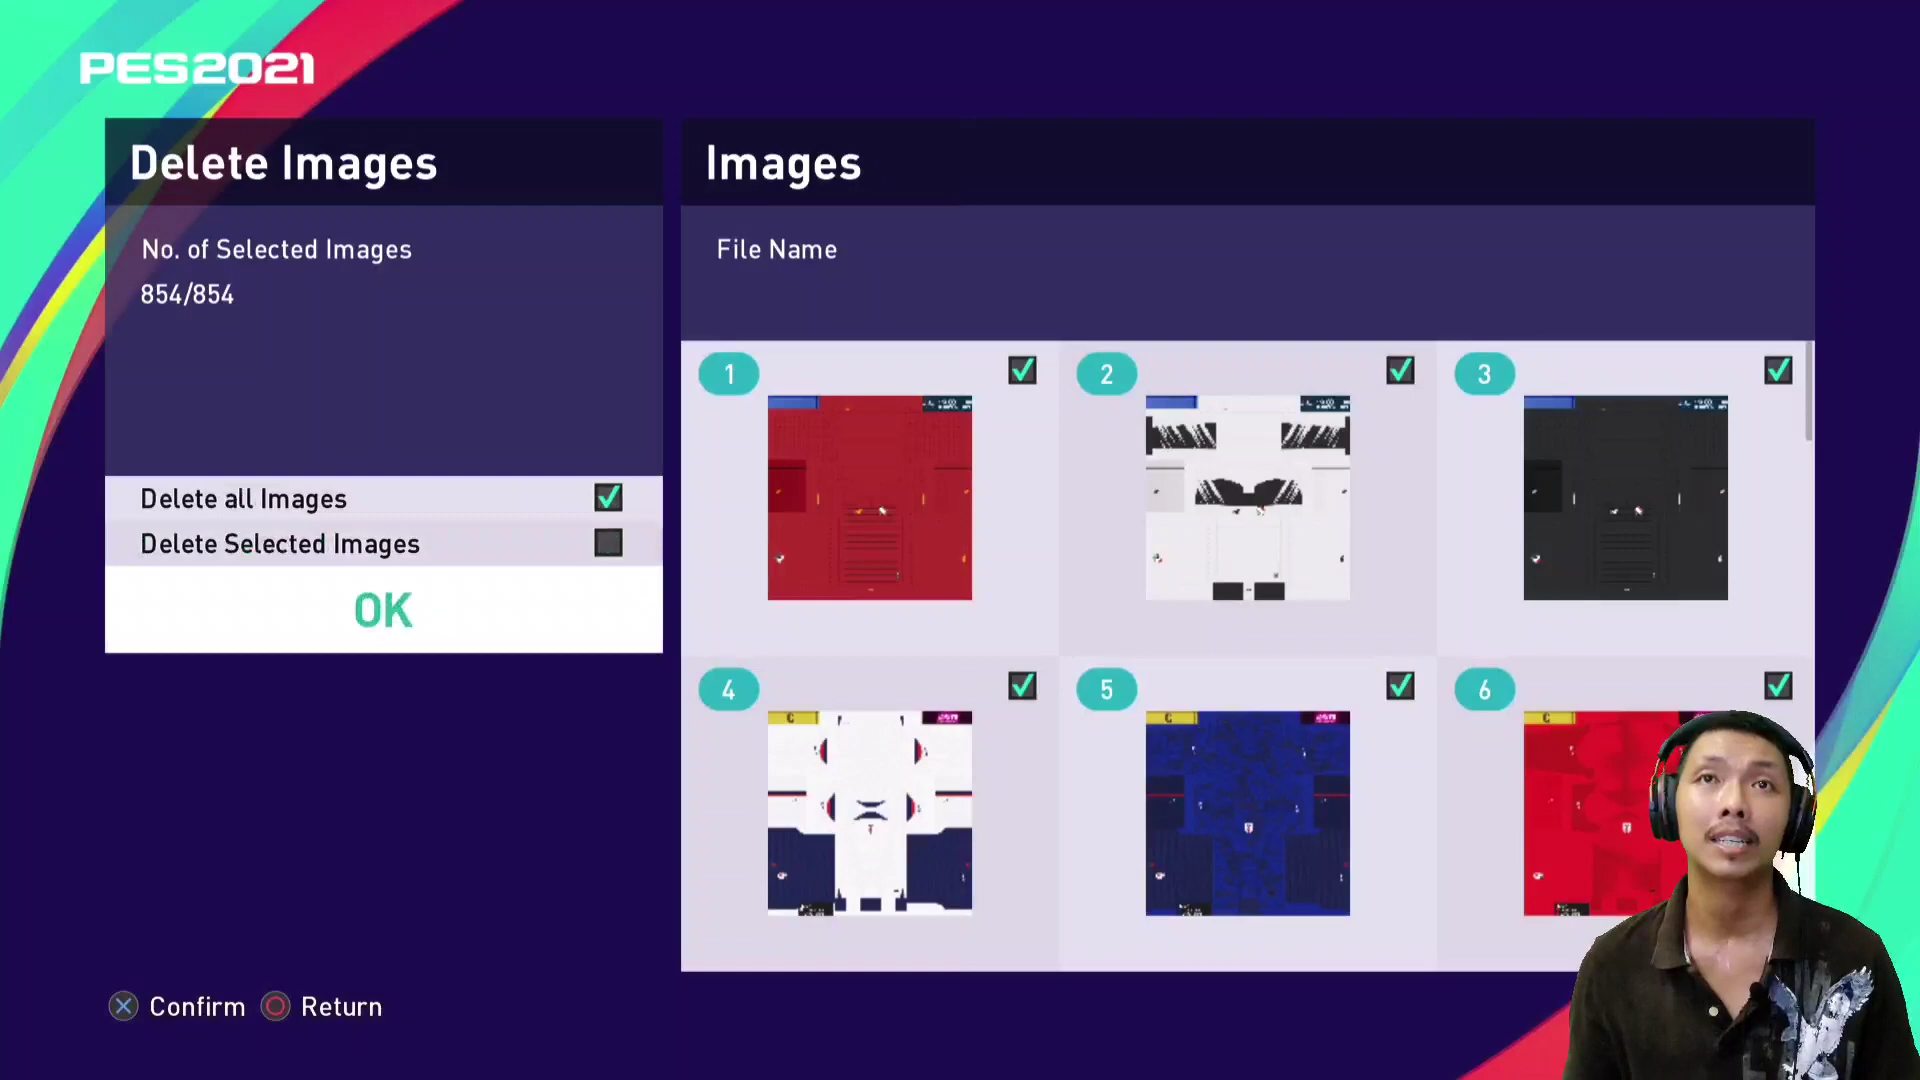 PES2021
Delete Images
No. of Selected Images
854/854
Delete all Images
Delete Selected Images
OK
Images
File Name
1
2
3
4
5
6
Confirm
Return